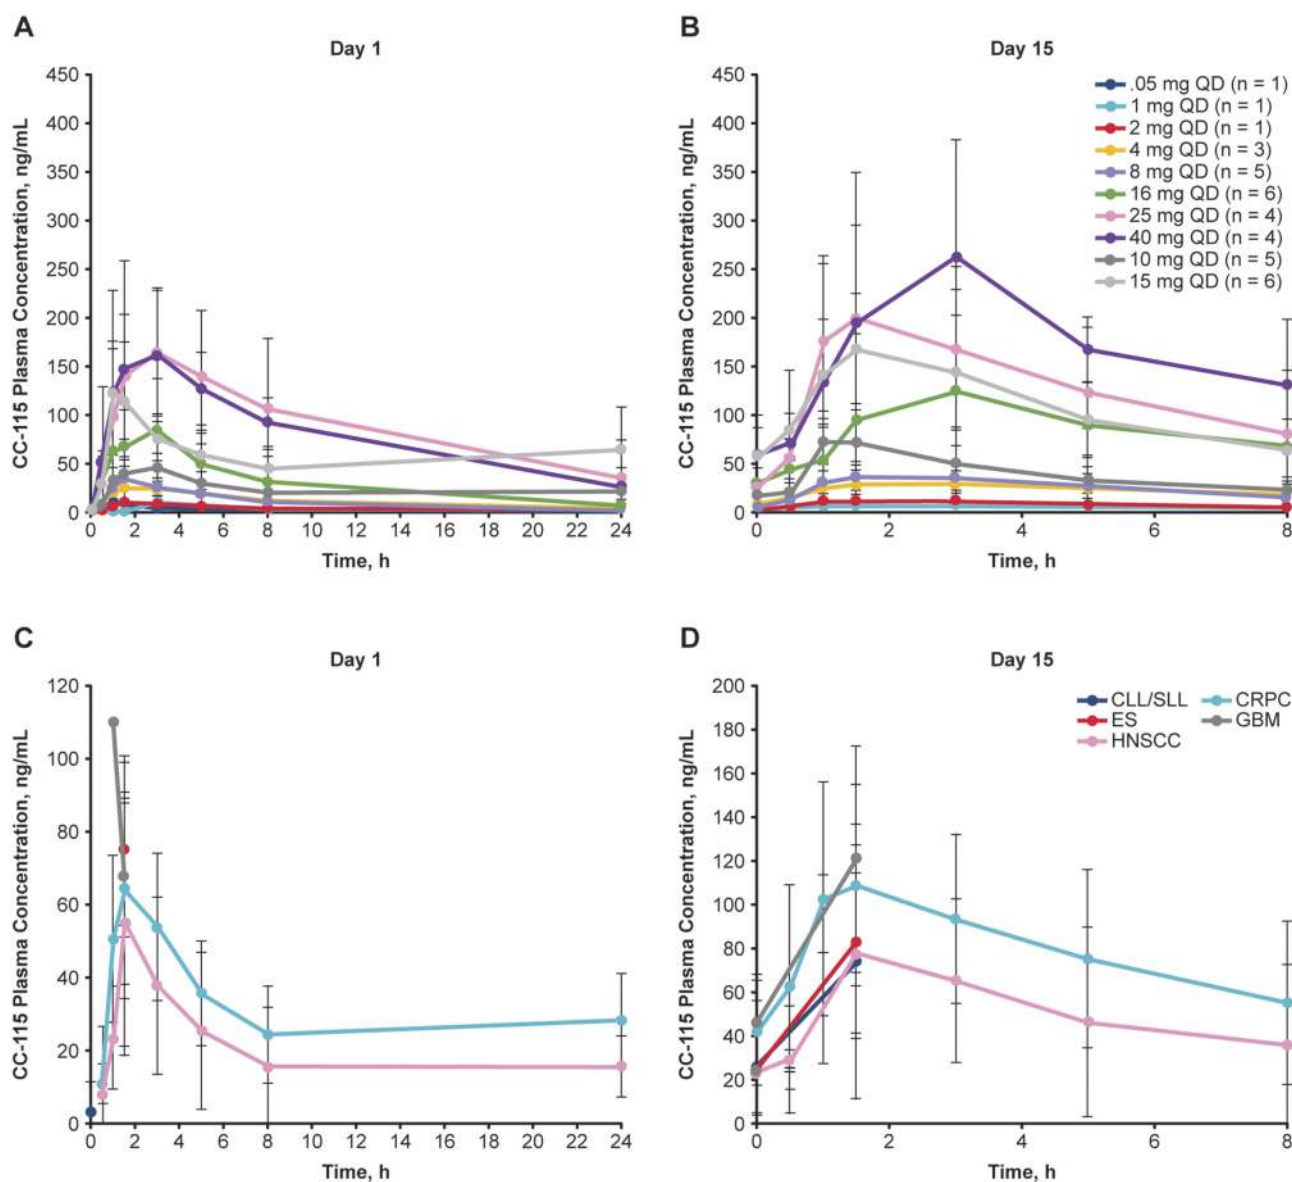 A
Day 1
CC-115 Plasma Concentration, ng/mL
450
400
350
300
250
200
150
100
50
0
0 2 4 6 8 10 12 14 16 18 20 22 24
Time, h
B
Day 15
CC-115 Plasma Concentration, ng/mL
450
400
350
300
250
200
150
100
50
0
0 2 4 6 8
Time, h
.05 mg QD (n = 1)
1 mg QD (n = 1)
2 mg QD (n = 1)
4 mg QD (n = 3)
8 mg QD (n = 5)
16 mg QD (n = 6)
25 mg QD (n = 4)
40 mg QD (n = 4)
10 mg QD (n = 5)
15 mg QD (n = 6)
C
Day 1
CC-115 Plasma Concentration, ng/mL
120
100
80
60
40
20
0
0 2 4 6 8 10 12 14 16 18 20 22 24
Time, h
D
Day 15
CC-115 Plasma Concentration, ng/mL
200
180
160
140
120
100
80
60
40
20
0
0 2 4 6 8
Time, h
CLL/SLL CRPC
ES GBM
HNSCC